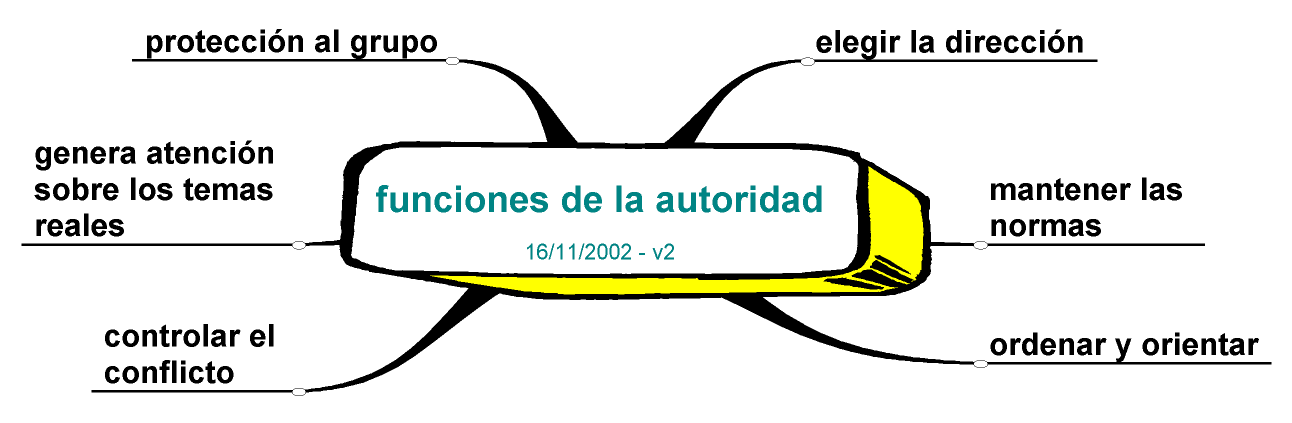 protección al grupo
elegir la dirección
genera atención
sobre los temas
reales
funciones de la autoridad
16/11/2002 - v2
mantener las
normas
controlar el
conflicto
ordenar y orientar